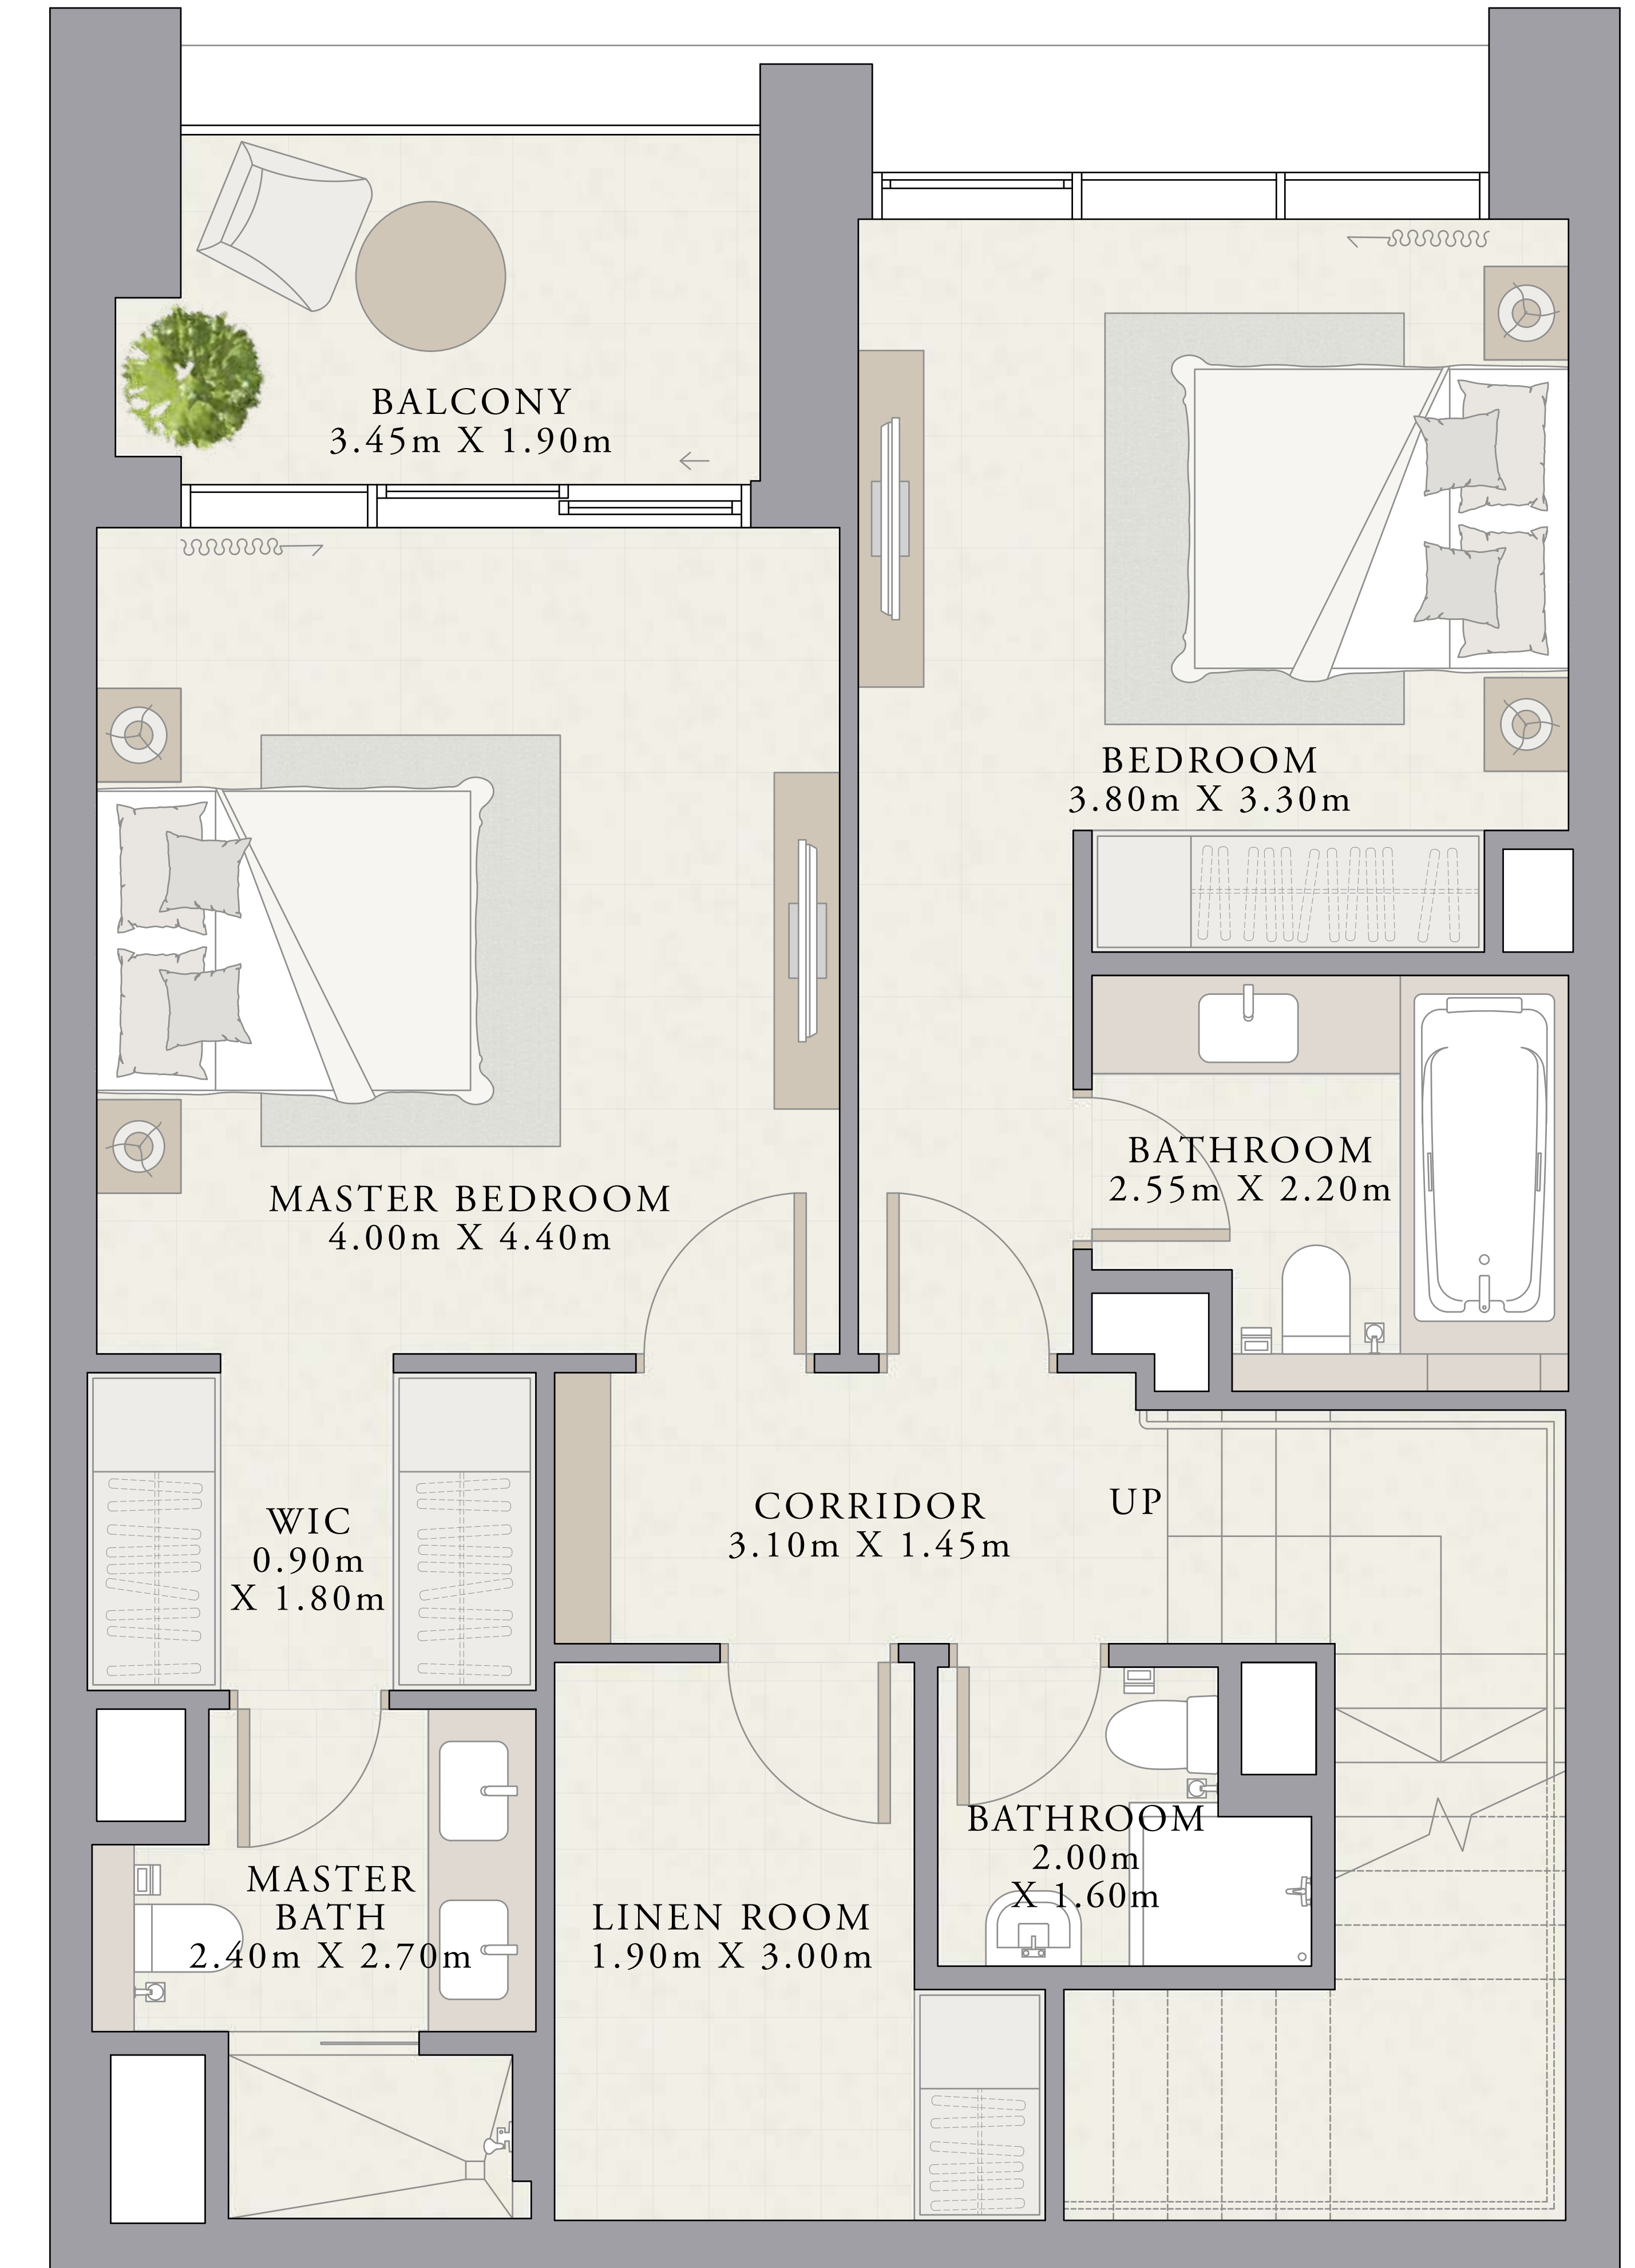 BALCONY
3.45m X 1.90m
BEDROOM
3.80m X 3.30m
BATHROOM
2.55m X 2.20m
MASTER BEDROOM
4.00m X 4.40m
CORRIDOR
3.10m X 1.45m
UP
WIC
0.90m
X 1.80m
BATHROOM
2.00m
X 1.60m
MASTER
BATH
2.40m X 2.70m
LINEN ROOM
1.90m X 3.00m